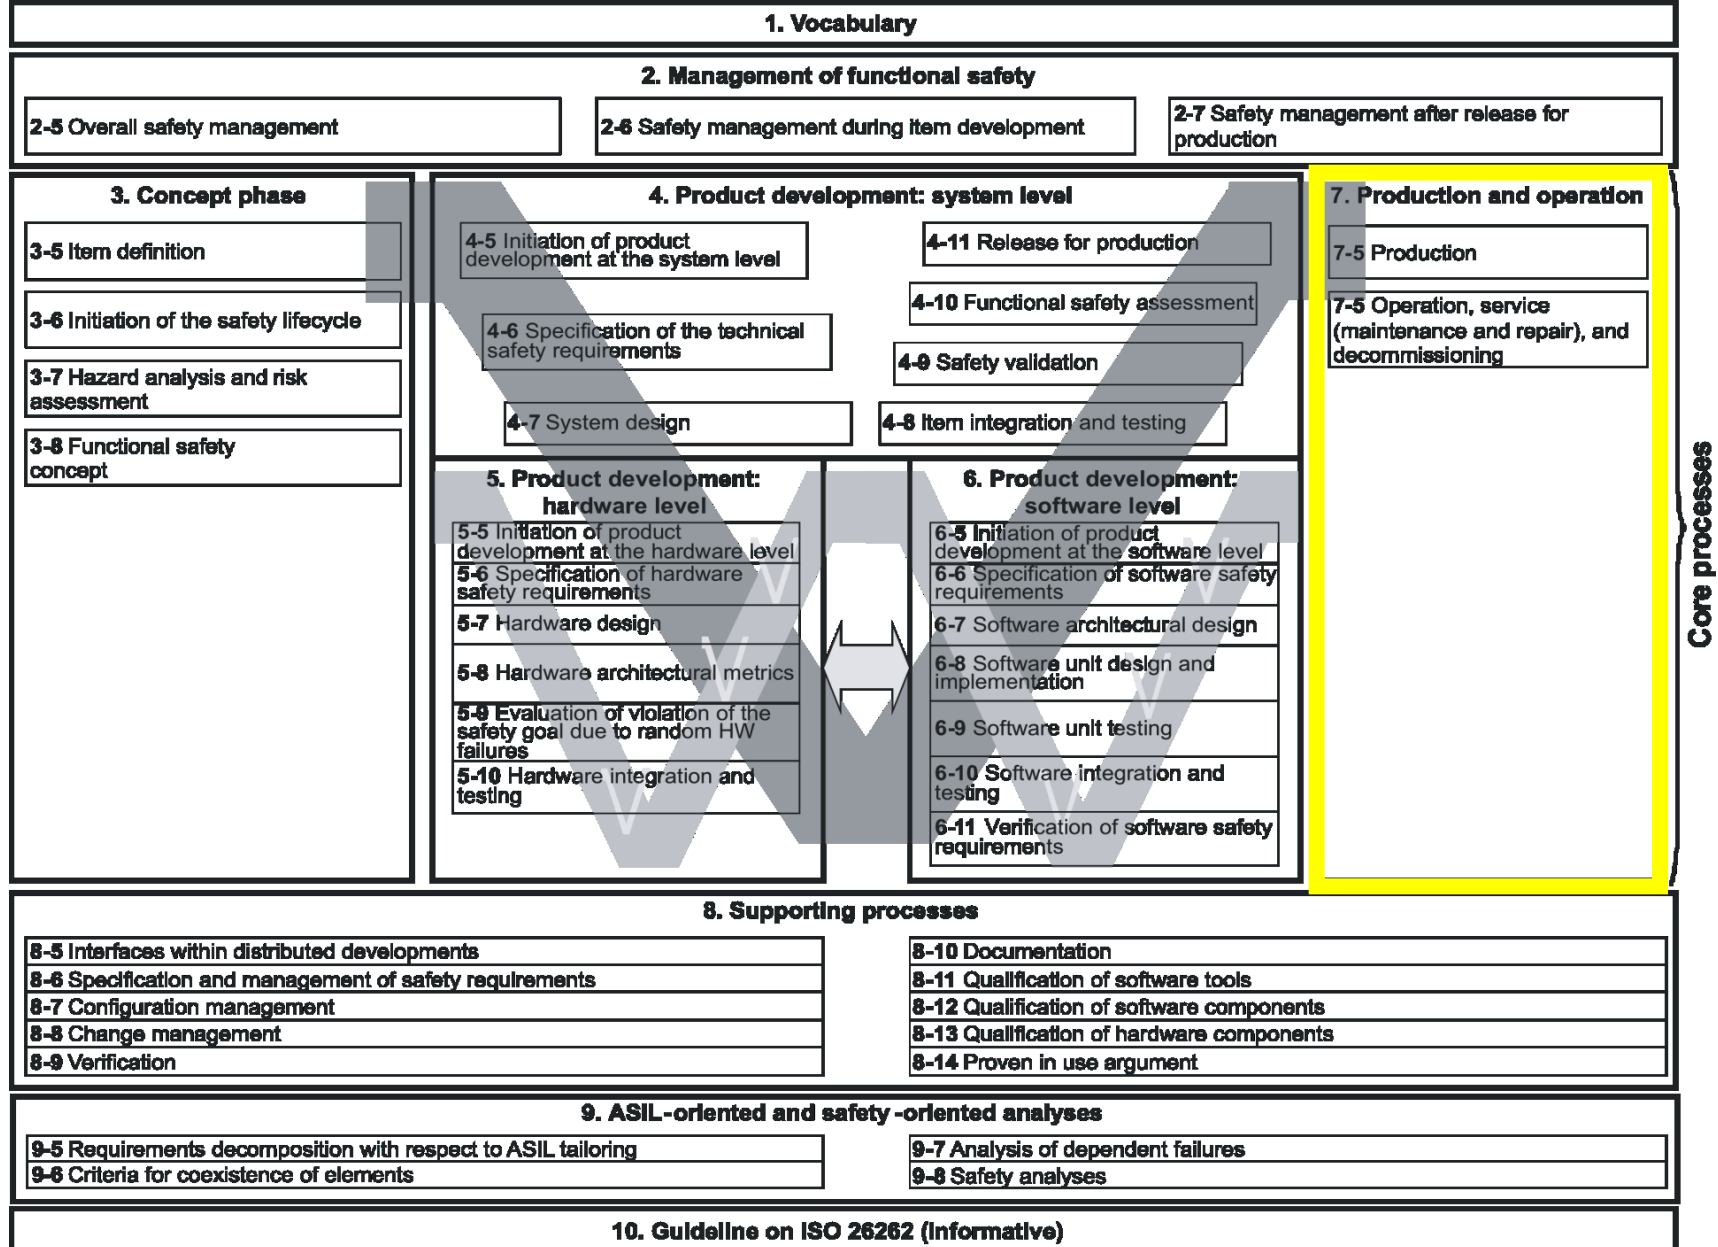 1. Vocabulary
2. Management of functional safety
2-5 Overall safety management
2-6 Safety management during item development
2-7 Safety management after release for
production
3. Concept phase
3-5 Item definition
3-6 Initiation of the safety lifecycle
3-7 Hazard analysis and risk
assessment
3-8 Functional safety
concept
4. Product development: system level
4-5 Initiation of product
development at the system level
4-6 Specification of the technical
safety requirements
4-7 System design
4-11 Release for production
4-10 Functional safety assessment
4-9 Safety validation
4-8 Item integration and testing
5. Product development:
hardware level
5-5 Initiation of product
development at the hardware level
5-6 Specification of hardware
safety requirements
5-7 Hardware design
5-8 Hardware architectural metrics
5-9 Evaluation of violation of the
safety goal due to random HW
failures
5-10 Hardware integration and
testing
6. Product development:
software level
6-5 Initiation of product
development at the software level
6-6 Specification of software safety
requirements
6-7 Software architectural design
6-8 Software unit design and
implementation
6-9 Software unit testing
6-10 Software integration and
testing
6-11 Verification of software safety
requirements
7. Production and operation
7-5 Production
7-5 Operation, service
(maintenance and repair), and
decommissioning
Core processes
8. Supporting processes
8-5 Interfaces within distributed developments
8-6 Specification and management of safety requirements
8-7 Configuration management
8-8 Change management
8-9 Verification
8-10 Documentation
8-11 Qualification of software tools
8-12 Qualification of software components
8-13 Qualification of hardware components
8-14 Proven in use argument
9. ASIL-oriented and safety-oriented analyses
9-5 Requirements decomposition with respect to ASIL tailoring
9-6 Criteria for coexistence of elements
9-7 Analysis of dependent failures
9-8 Safety analyses
10. Guideline on ISO 26262 (informative)